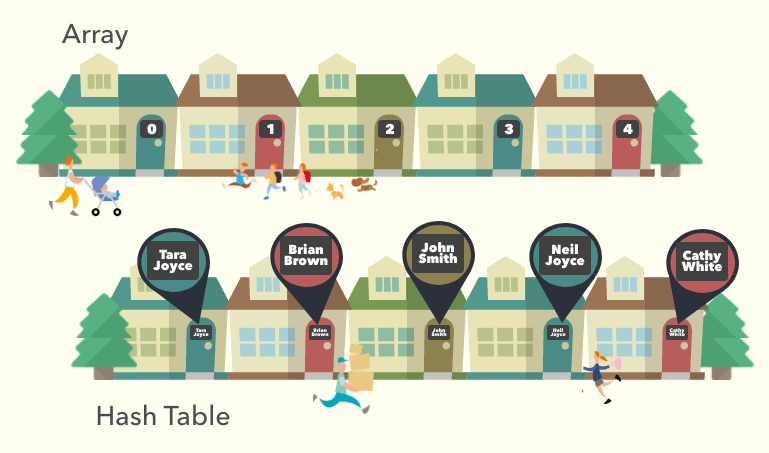 Array
0
1
2
3
4
Tara
Joyce
Brian
Brown
John
Smith
Neil
Joyce
Cathy
White
Tara
Joyce
Brian
Brown
John
Smith
Neil
Joyce
Cathy
White
Hash Table